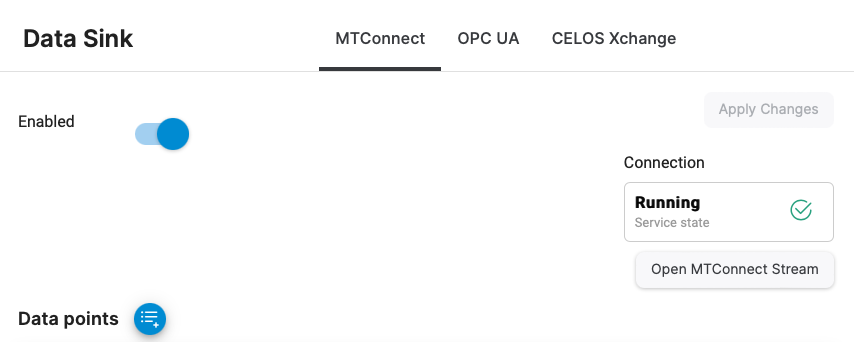 Data Sink
MTConnect
OPC UA
CELOS Xchange
Enabled
Apply Changes
Connection
Running
Service state
Open MTConnect Stream
Data points